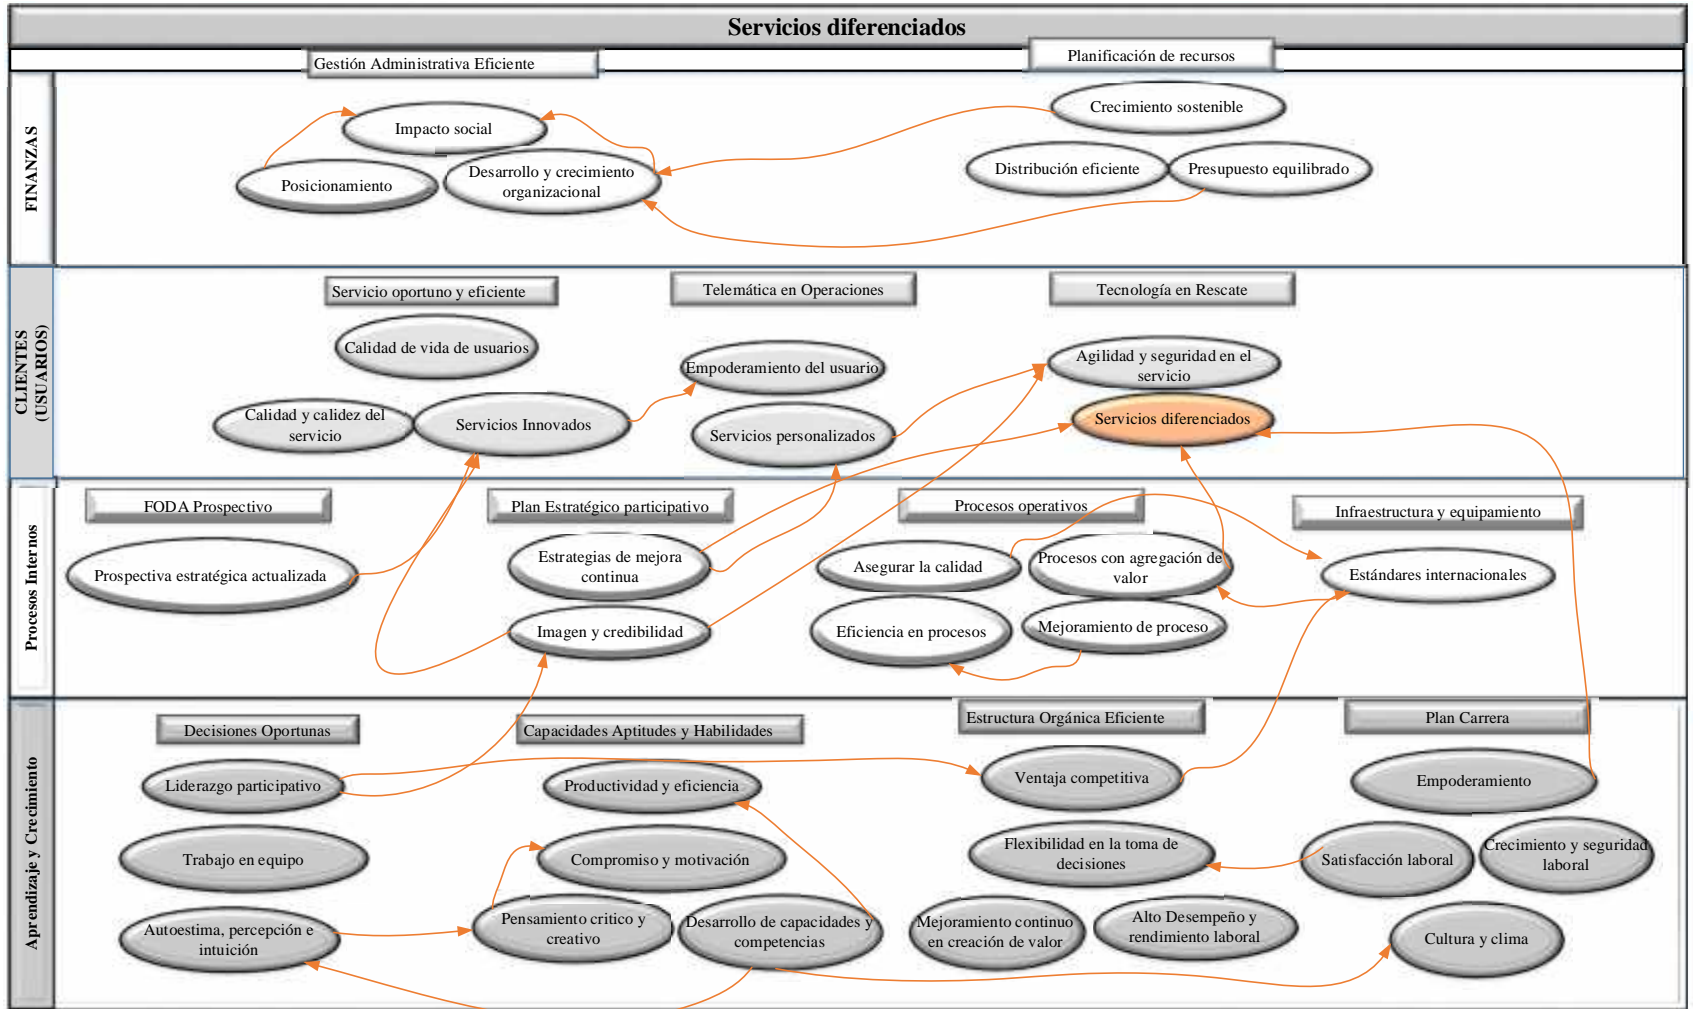 Servicios diferenciados
Gestión Administrativa Eficiente
Planificación de recursos
FINANZAS
Impacto social
Posicionamiento
Desarrollo y crecimiento
organizacional
Crecimiento sostenible
Distribución eficiente
Presupuesto equilibrado
CLIENTES
(USUARIOS)
Servicio oportuno y eficiente
Telemática en Operaciones
Tecnología en Rescate
Calidad de vida de usuarios
Calidad y calidez del
servicio
Servicios Innovados
Empoderamiento del usuario
Servicios personalizados
Agilidad y seguridad en el
servicio
Servicios diferenciados
Procesos Internos
FODA Prospectivo
Plan Estratégico participativo
Procesos operativos
Infraestructura y equipamiento
Prospectiva estratégica actualizada
Estrategias de mejora
continua
Imagen y credibilidad
Asegurar la calidad
Procesos con agregación de
valor
Eficiencia en procesos
Mejoramiento de proceso
Estándares internacionales
Aprendizaje y Crecimiento
Decisiones Oportunas
Capacidades Aptitudes y Habilidades
Estructura Orgánica Eficiente
Plan Carrera
Liderazgo participativo
Trabajo en equipo
Autoestima, percepción e
intuición
Productividad y eficiencia
Compromiso y motivación
Pensamiento critico y
creativo
Desarrollo de capacidades y
competencias
Ventaja competitiva
Flexibilidad en la toma de
decisiones
Mejoramiento continuo
en creación de valor
Alto Desempeño y
rendimiento laboral
Empoderamiento
Satisfacción laboral
Crecimiento y seguridad
laboral
Cultura y clima